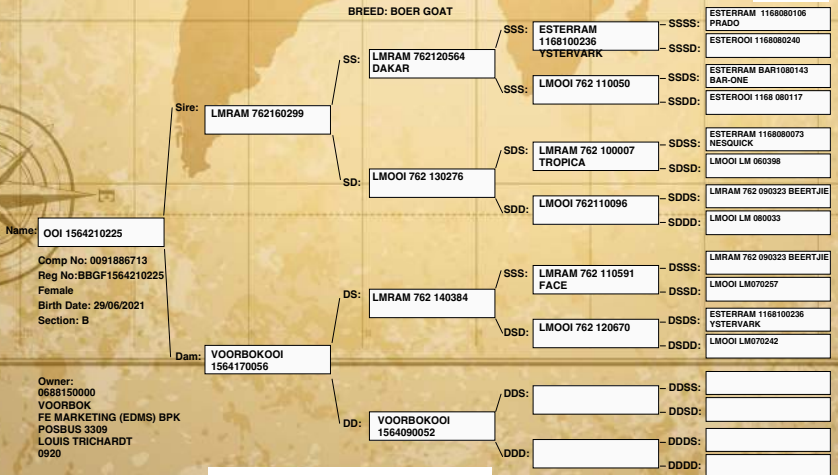 BREED: BOER GOAT
Name:
OOI 1564210225
Comp No: 0091886713
Reg No:BBGF1564210225
Female
Birth Date: 29/06/2021
Section: B
Owner:
0688150000
VOORBOK
FE MARKETING (EDMS) BPK
POSBUS 3309
LOUIS TRICHARDT
0920
Sire:
LMRAM 762160299
Dam:
VOORBOKOOI
1564170056
SS:
LMRAM 762120564
DAKAR
SD:
LMOOI 762 130276
DS:
LMRAM 762 140384
DD:
VOORBOKOOI
1564090052
SSS:
ESTERRAM
1168100236
YSTERVARK
SSS:
LMOOI 762 110050
SDS:
LMRAM 762 100007
TROPICA
SDD:
LMOOI 762110096
SSS:
LMRAM 762 110591
FACE
DSD:
LMOOI 762 120670
DDS:
DDD:
SSSS:
ESTERRAM 1168080106
PRADO
SSSD:
ESTEROOI 1168080240
SSDS:
ESTERRAM BAR1080143
BAR-ONE
SSDD:
ESTEROOI 1168 080117
SDSS:
ESTERRAM 1168080073
NESQUICK
SDSD:
LMOOI LM 060398
SDDS:
LMRAM 762 090323 BEERTJIE
SDDD:
LMOOI LM 080033
DSSS:
LMRAM 762 090323 BEERTJIE
DSSD:
LMOOI LM070257
DSDS:
ESTERRAM 1168100236
YSTERVARK
DSDD:
LMOOI LM070242
DDSS:
DDSD:
DDDS:
DDDD:
E